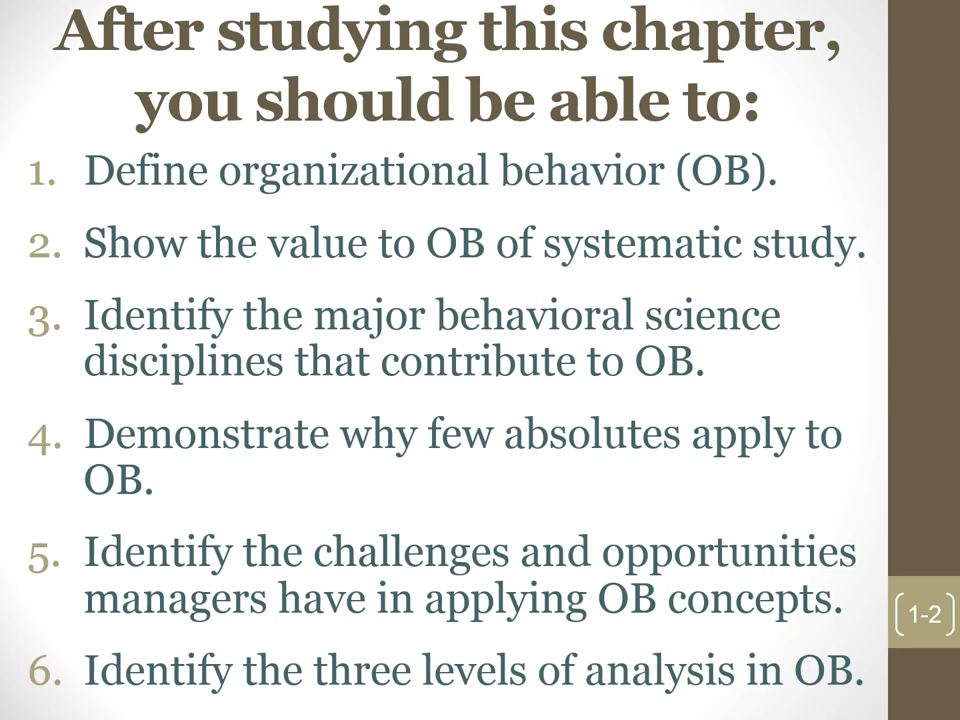 After studying this chapter,
you should be able to:
1. Define organizational behavior (OB).
2. Show the value to OB of systematic study.
3. Identify the major behavioral science
disciplines that contribute to OB.
4. Demonstrate why few absolutes apply to
OB.
5. Identify the challenges and opportunities
managers have in applying OB concepts.
1-2
6. Identify the three levels of analysis in OB.